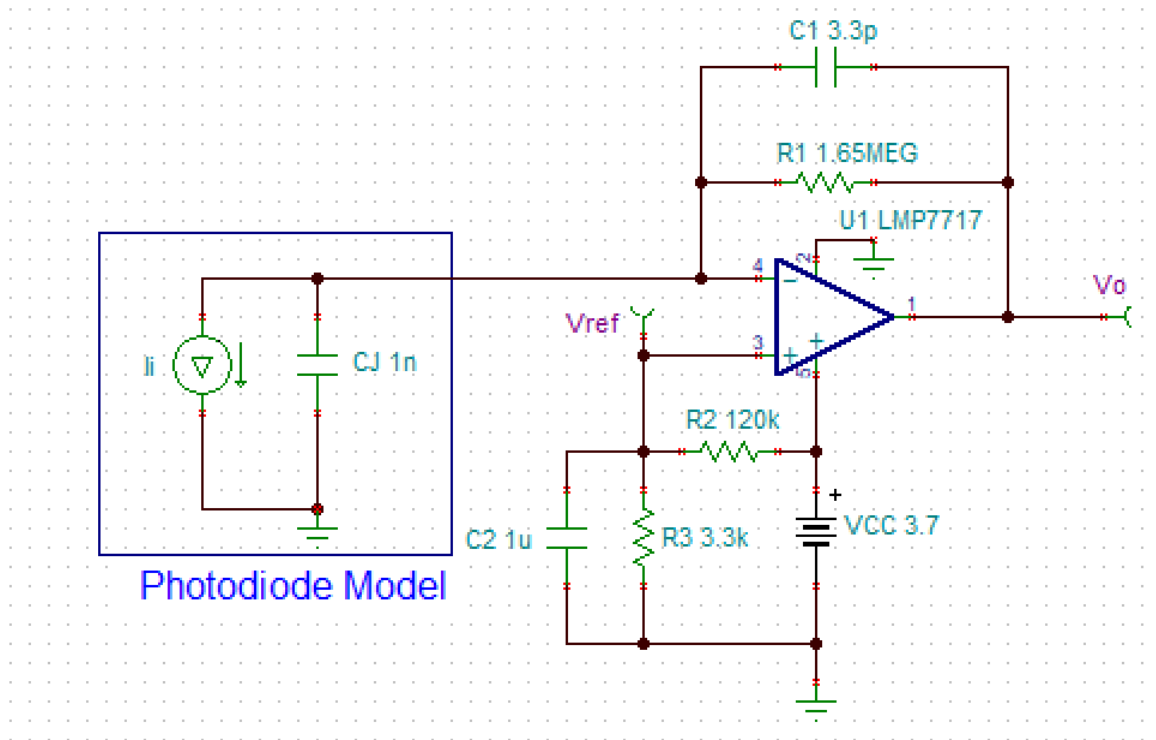 C1 3.3p
R1 1.65MEG
U1 LMP7717
4
2
1
Vo
Vref
3
5
Ii
CJ 1n
R2 120k
+
C2 1u
R3 3.3k
VCC 3.7
Photodiode Model